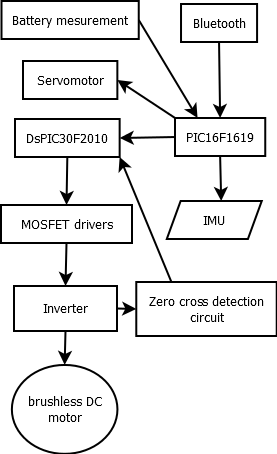 Battery mesurement
Bluetooth
Servomotor
DsPIC30F2010
PIC16F1619
MOSFET drivers
IMU
Inverter
Zero cross detection
circuit
brushless DC
motor